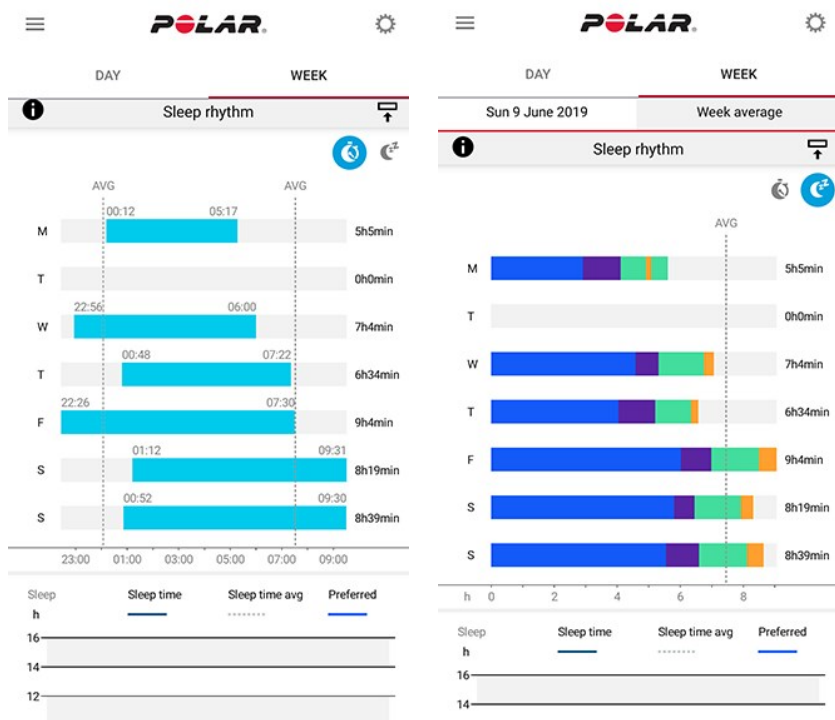 POLAR.
DAY WEEK
Sleep rhythm
AVG AVG
00:12 05:17
M 5h5min
T 0h0min
22:56 06:00
W 7h4min
00:48 07:22
T 6h34min
22:26 07:30
F 9h4min
01:12 09:31
S 8h19min
00:52 09:30
S 8h39min
23:00 01:00 03:00 05:00 07:00 09:00
Sleep Sleep time Sleep time avg Preferred
h
16
14
12
POLAR.
DAY WEEK
Sun 9 June 2019 Week average
Sleep rhythm
AVG
M 5h5min
T 0h0min
W 7h4min
T 6h34min
F 9h4min
S 8h19min
S 8h39min
h 0 2 4 6 8
Sleep Sleep time Sleep time avg Preferred
h
16
14